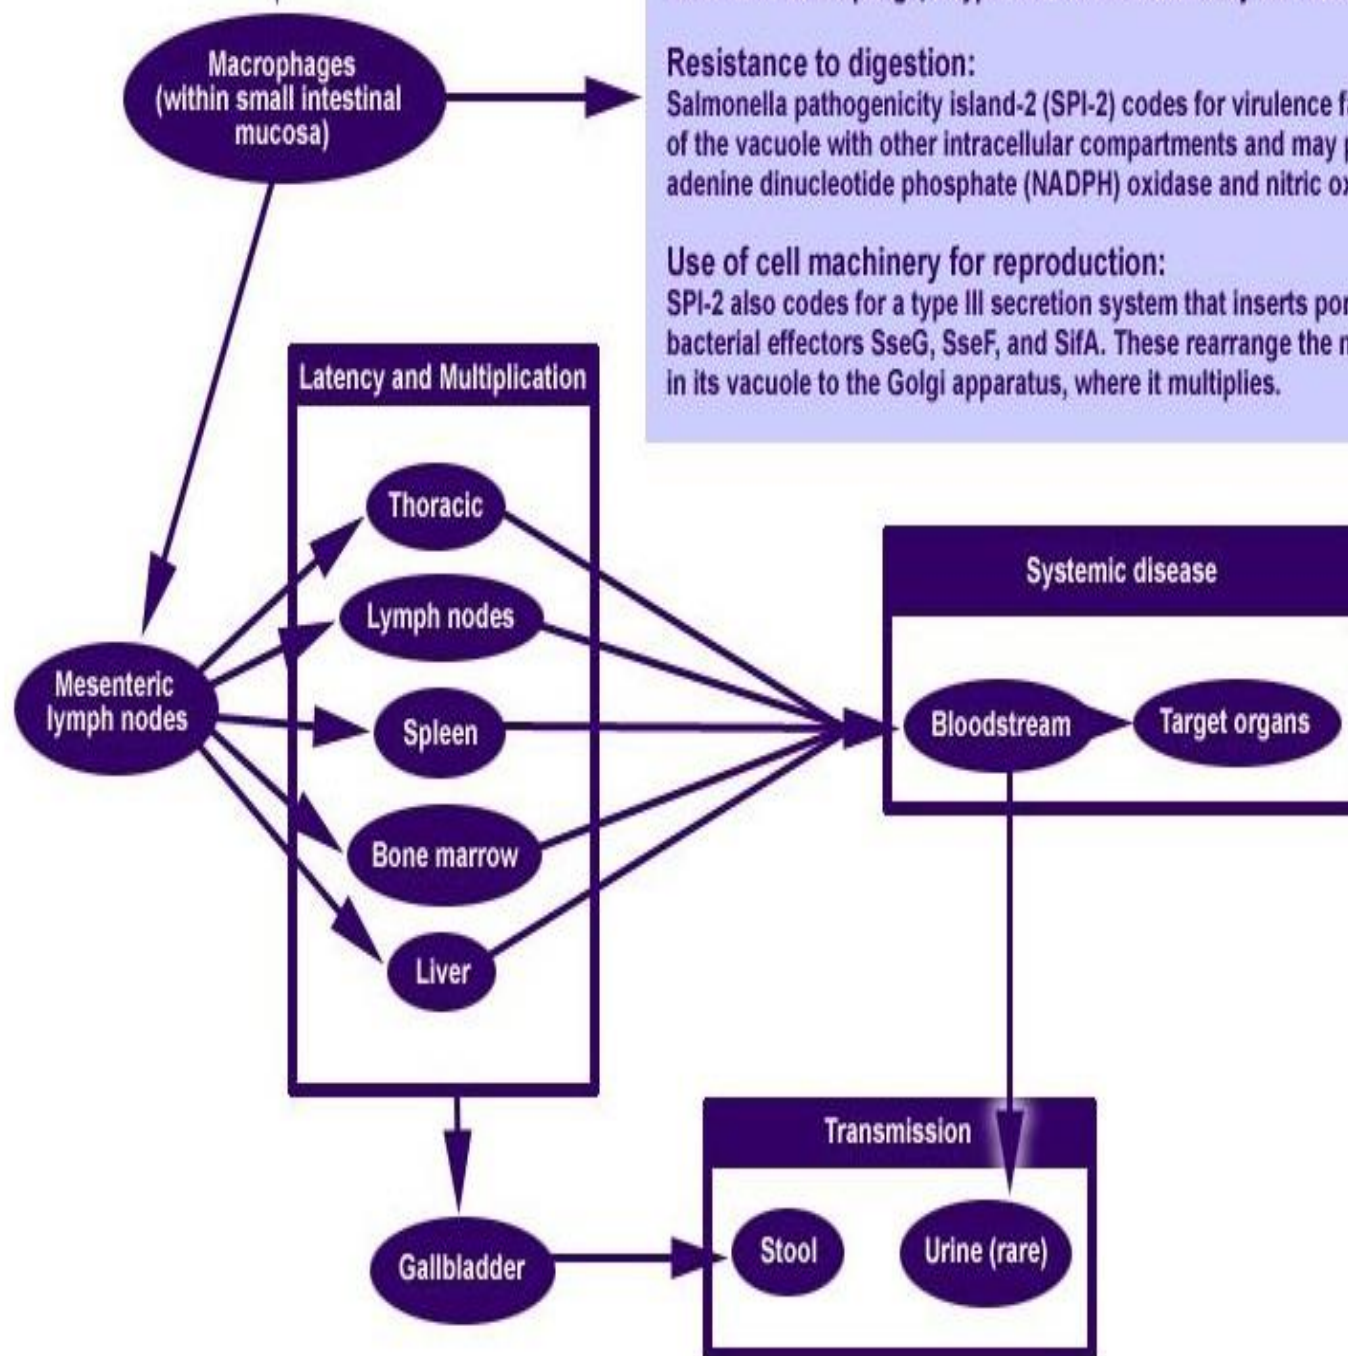 Macrophages
(within small intestinal
mucosa)
Resistance to digestion:
Salmonella pathogenicity island-2 (SPI-2) codes for virulence
of the vacuole with other intracellular compartments and may
adenine dinucleotide phosphate (NADPH) oxidase and nitric
Use of cell machinery for reproduction:
SPI-2 also codes for a type III secretion system that inserts
bacterial effectors SseG, SseF, and SifA. These rearrange the
in its vacuole to the Golgi apparatus, where it multiplies.
Latency and Multiplication
Thoracic
Lymph nodes
Spleen
Bone marrow
Liver
Mesenteric
lymph nodes
Systemic disease
Bloodstream
Target organs
Transmission
Gallbladder
Stool
Urine (rare)